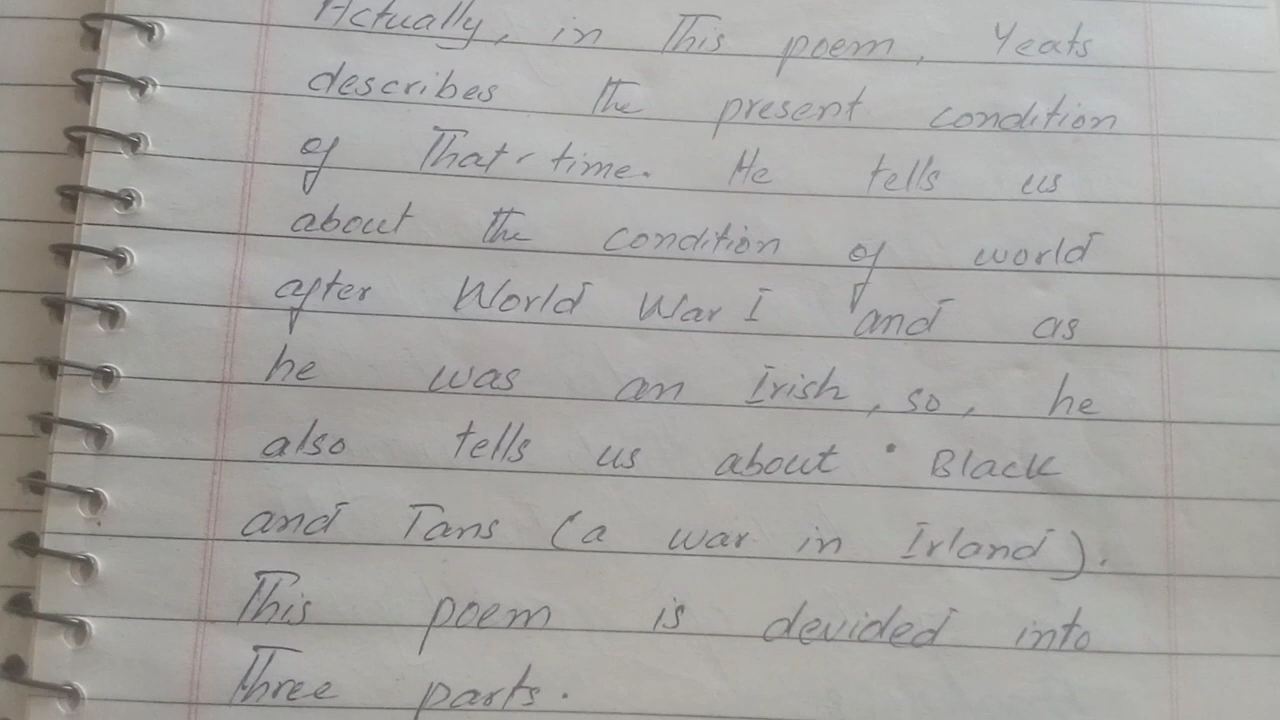 Actually, in This poem, Yeats
describes the present condition
of That time. He tells us
about the condition of world
after World War I and as
he was an Irish, so, he
also tells us about Black
and Tans (a war in Irland).
This poem is devided into
Three parts.